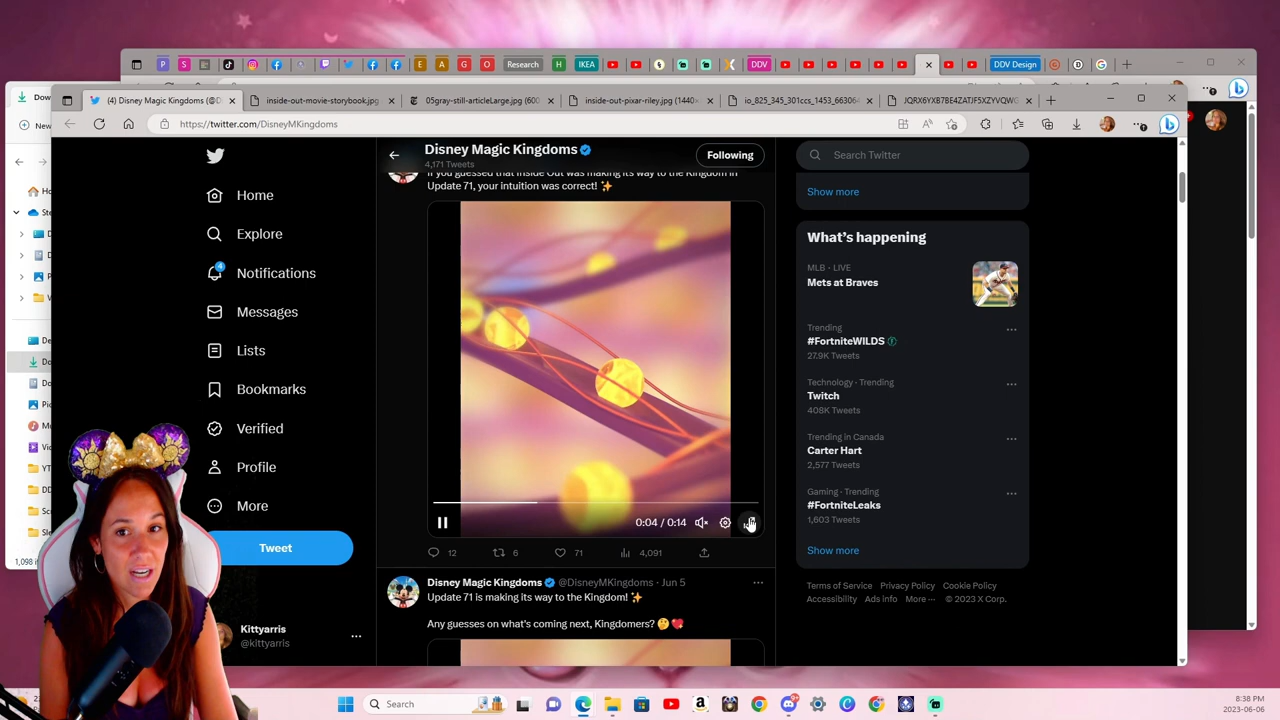 DDV
Research
IKEA
DDV Design
(4) Disney Magic Kingdoms (@D
inside-out-movie-storybook.jpg
05gray-still-articleLarge.jpg (600
inside-out-pixar-riley.jpg (1440×
io_825_345_301ccs_1453_66306
JQRX6YXB7BE4ZATJF5XZYVQWG
https://twitter.com/DisneyMKingdoms
Disney Magic Kingdoms
4,171 Tweets
Following
Search Twitter
If you guessed that Inside Out was making its way to the Kingdom in
Update 71, your intuition was correct! ✨
0:04 / 0:14
12
6
71
4,091
Disney Magic Kingdoms @DisneyMKingdoms · Jun 5
Update 71 is making its way to the Kingdom! ✨
Any guesses on what's coming next, Kingdomers? 🤔💖
Home
Explore
4
Notifications
Messages
Lists
Bookmarks
Verified
Profile
More
Tweet
Kittyarris
@kittyarris
Show more
What's happening
MLB · LIVE
Mets at Braves
Trending
#FortniteWILDS
27.9K Tweets
Technology · Trending
Twitch
408K Tweets
Trending in Canada
Carter Hart
2,577 Tweets
Gaming · Trending
#FortniteLeaks
1,603 Tweets
Show more
Terms of Service Privacy Policy Cookie Policy
Accessibility Ads info More ··· © 2023 X Corp.
Dow
New
Search
8:38 PM
2023-06-06